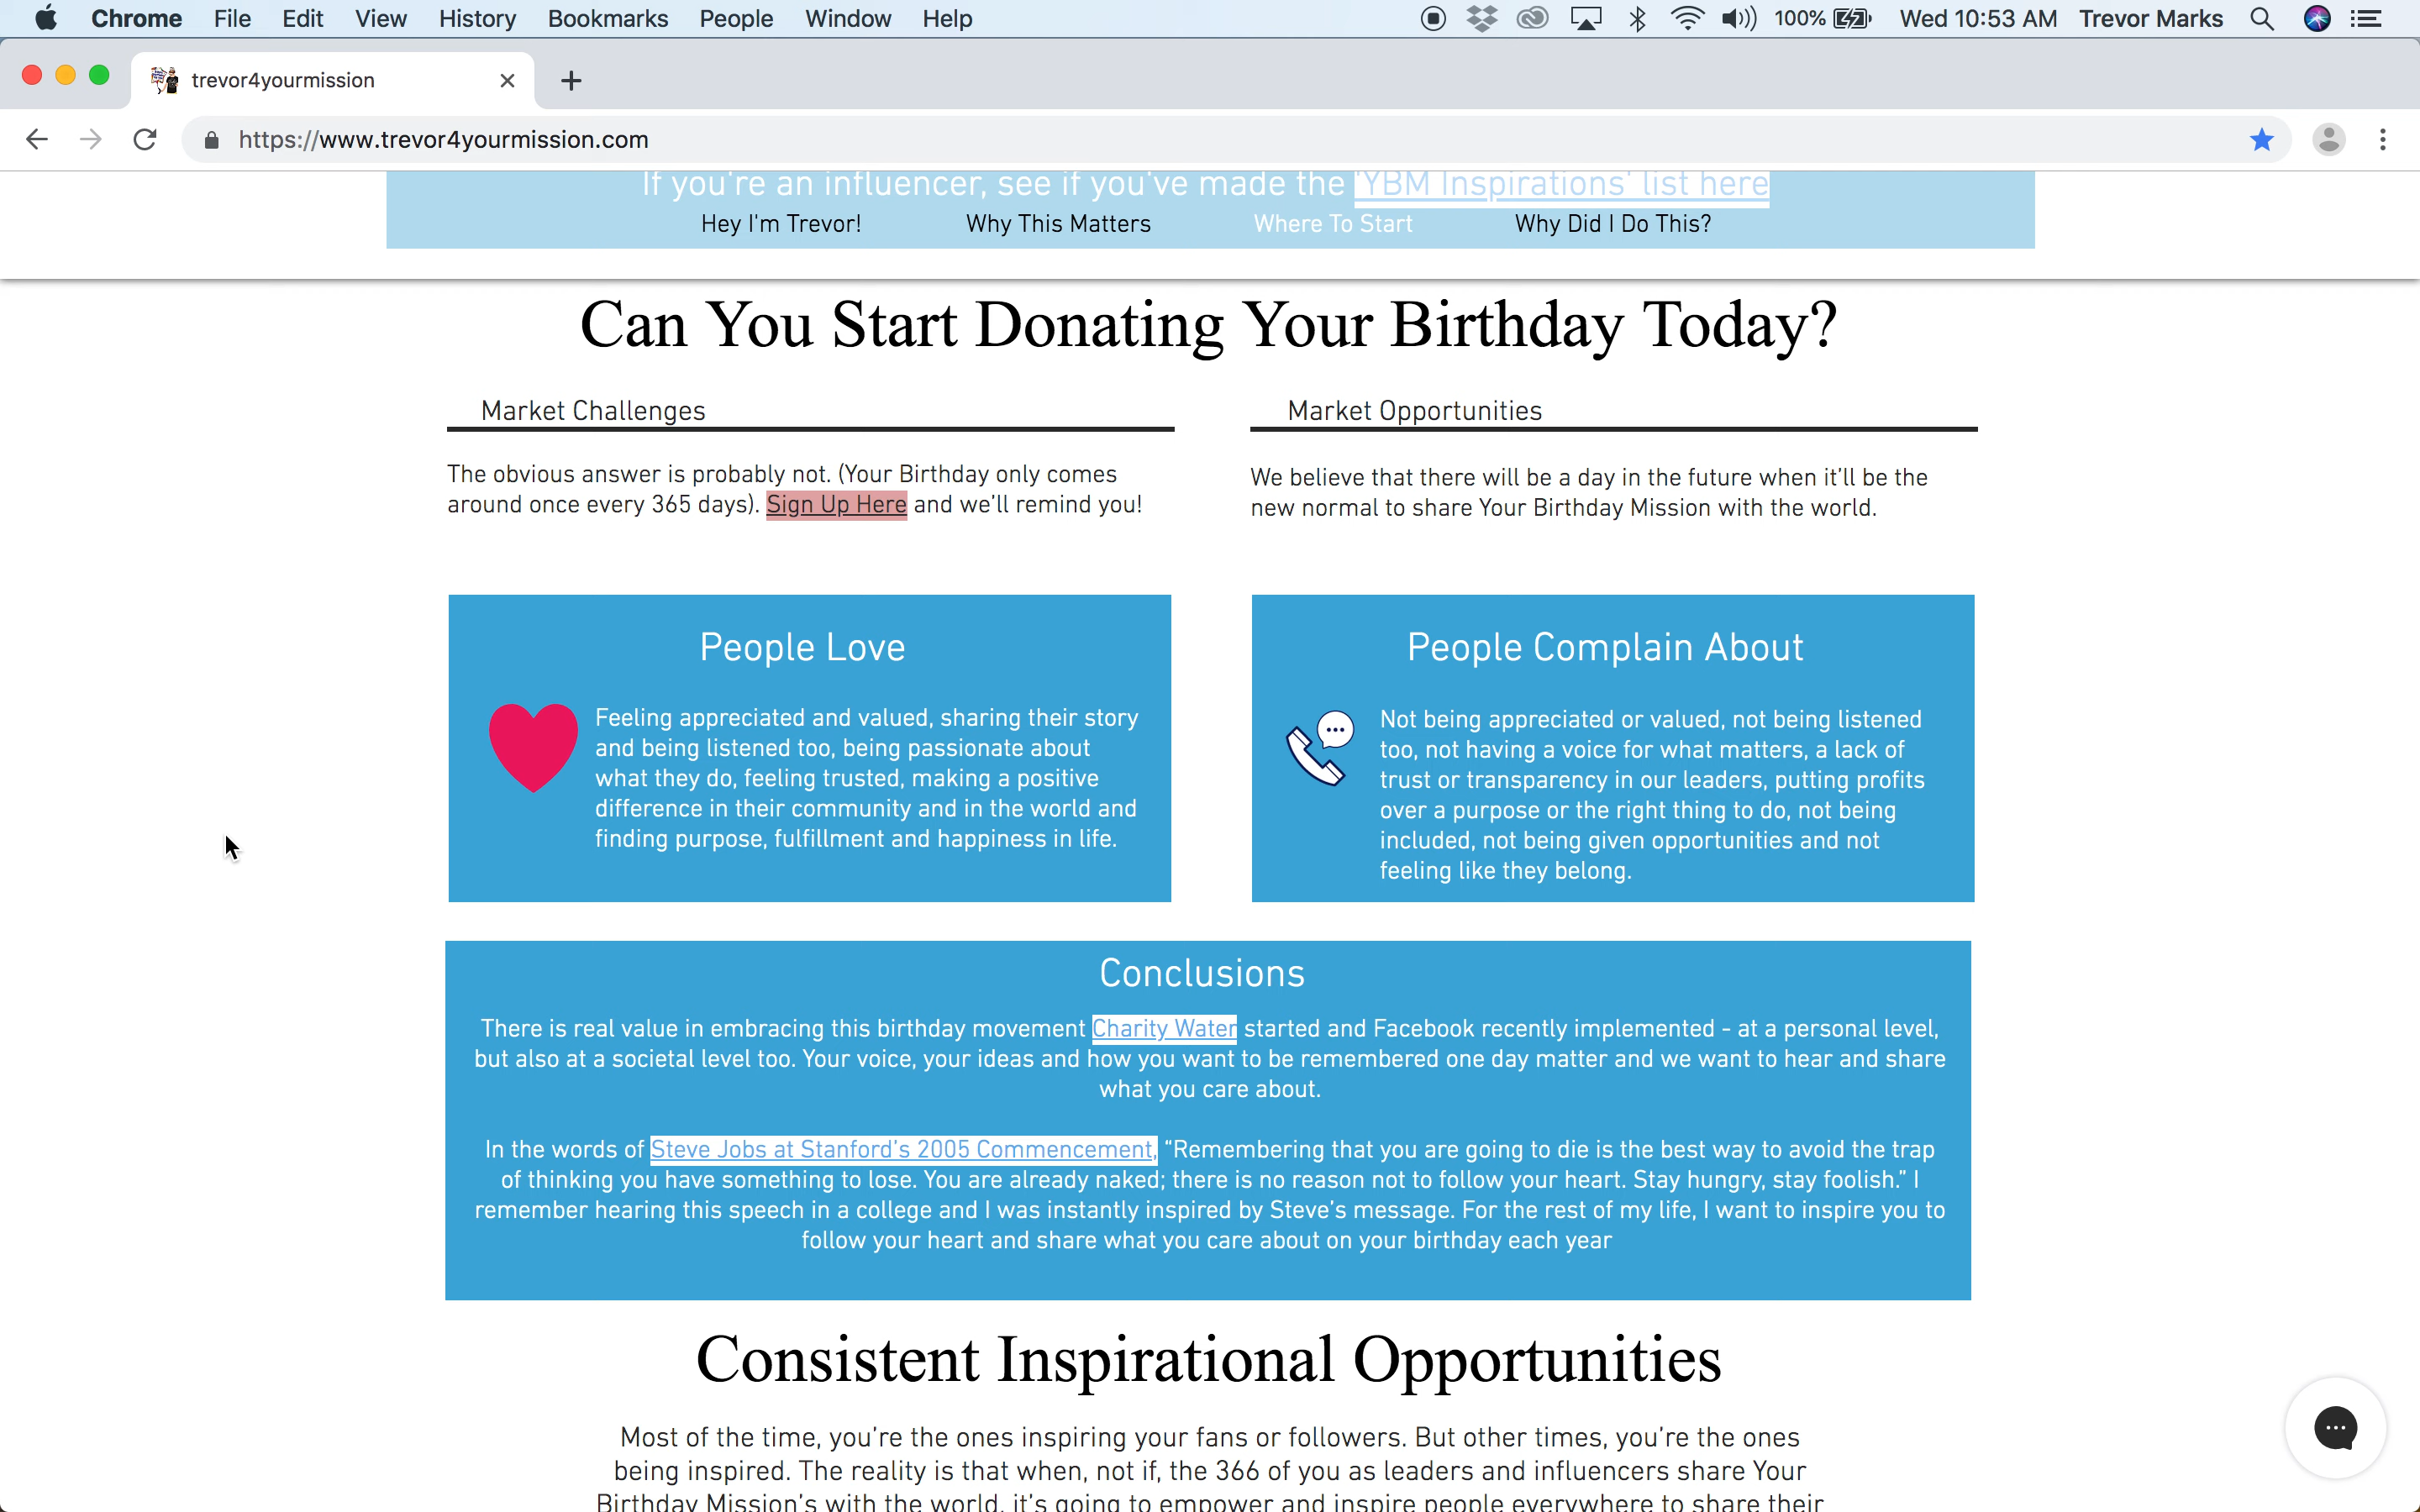 Chrome File Edit View History Bookmarks People Window Help 100% Wed 10:53 AM Trevor Marks
trevor4yourmission
https://www.trevor4yourmission.com
If you're an influencer, see if you've made the 'YBM Inspirations' list here
Hey I'm Trevor! Why This Matters Where To Start Why Did I Do This?
Can You Start Donating Your Birthday Today?
Market Challenges
The obvious answer is probably not. (Your Birthday only comes
around once every 365 days). Sign Up Here and we'll remind you!
Market Opportunities
We believe that there will be a day in the future when it'll be the
new normal to share Your Birthday Mission with the world.
People Love
Feeling appreciated and valued, sharing their story
and being listened too, being passionate about
what they do, feeling trusted, making a positive
difference in their community and in the world and
finding purpose, fulfillment and happiness in life.
People Complain About
Not being appreciated or valued, not being listened
too, not having a voice for what matters, a lack of
trust or transparency in our leaders, putting profits
over a purpose or the right thing to do, not being
included, not being given opportunities and not
feeling like they belong.
Conclusions
There is real value in embracing this birthday movement Charity Water started and Facebook recently implemented - at a personal level,
but also at a societal level too. Your voice, your ideas and how you want to be remembered one day matter and we want to hear and share
what you care about.
In the words of Steve Jobs at Stanford's 2005 Commencement, “Remembering that you are going to die is the best way to avoid the trap
of thinking you have something to lose. You are already naked; there is no reason not to follow your heart. Stay hungry, stay foolish.” I
remember hearing this speech in a college and I was instantly inspired by Steve's message. For the rest of my life, I want to inspire you to
follow your heart and share what you care about on your birthday each year
Consistent Inspirational Opportunities
Most of the time, you're the ones inspiring your fans or followers. But other times, you're the ones
being inspired. The reality is that when, not if, the 366 of you as leaders and influencers share Your
Birthday Mission's with the world, it's going to empower and inspire people everywhere to share their